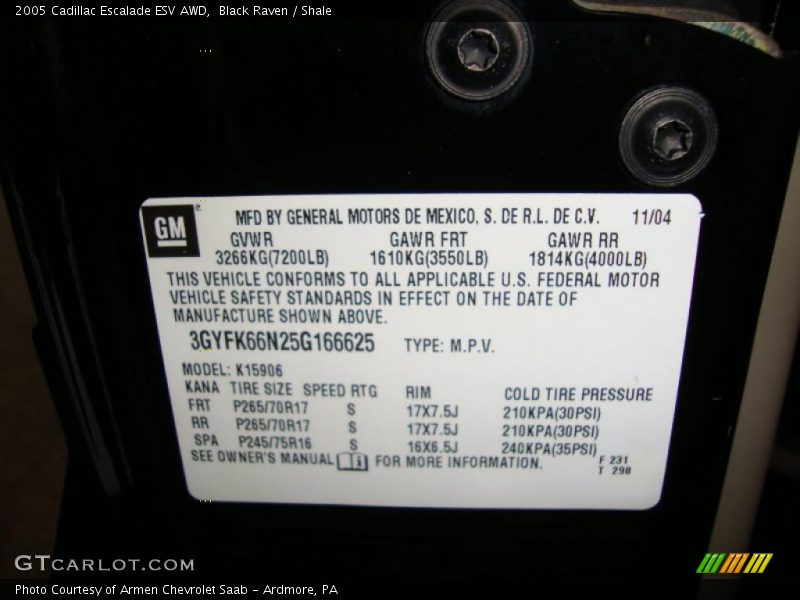 2005 Cadillac Escalade ESV AWD,  Black Raven / Shale
GM
MFD BY GENERAL MOTORS DE MEXICO, S. DE R.L. DE C.V. 11/04
GVWR GAWR FRT GAWR RR
3266KG(7200LB) 1610KG(3550LB) 1814KG(4000LB)
THIS VEHICLE CONFORMS TO ALL APPLICABLE U.S. FEDERAL MOTOR
VEHICLE SAFETY STANDARDS IN EFFECT ON THE DATE OF
MANUFACTURE SHOWN ABOVE.
3GYFK66N25G166625 TYPE: M.P.V.
MODEL: K15906
KANA TIRE SIZE SPEED RTG RIM COLD TIRE PRESSURE
FRT P265/70R17 S 17X7.5J 210KPA(30PSI)
RR P265/70R17 S 17X7.5J 210KPA(30PSI)
SPA P245/75R16 S 16X6.5J 240KPA(35PSI)
SEE OWNER'S MANUAL FOR MORE INFORMATION. F 231
T 298
GTCARLOT.COM
Photo Courtesy of Armen Chevrolet Saab - Ardmore, PA